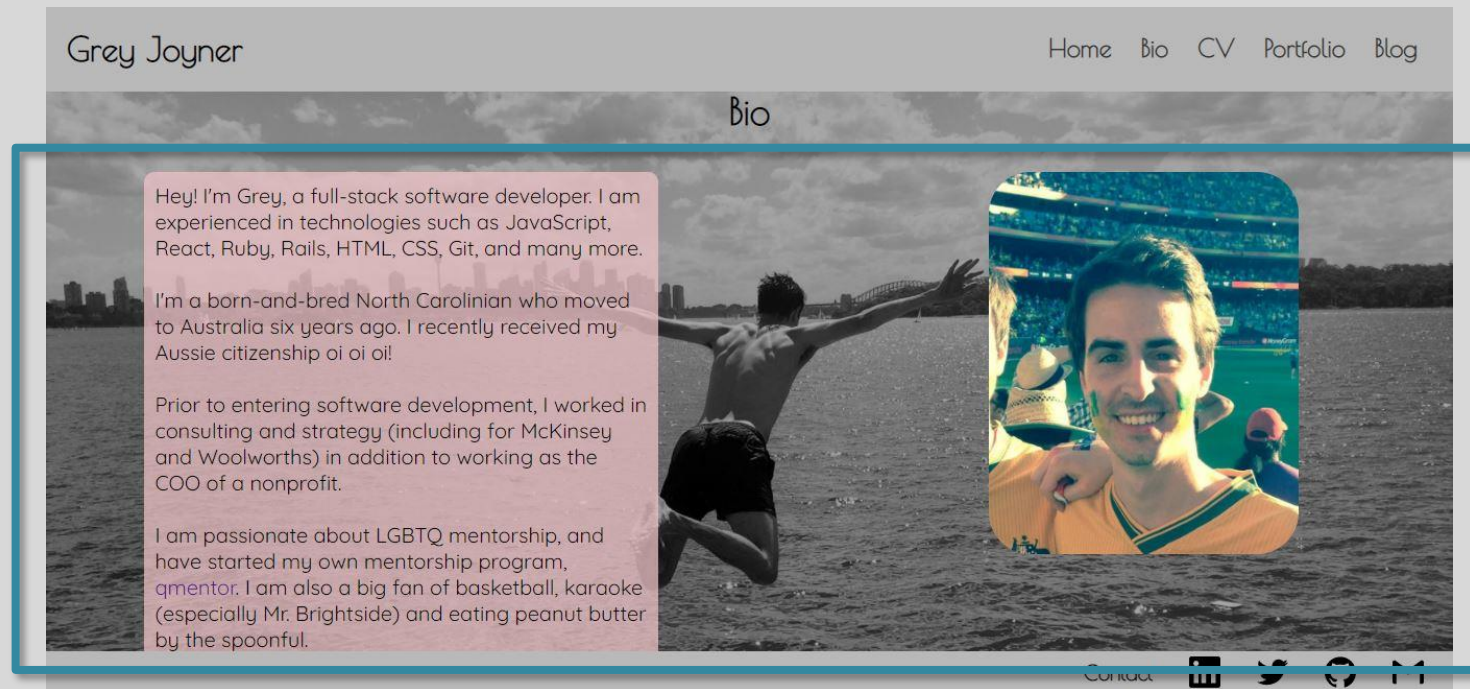 Grey Joyner
Home Bio CV Portfolio Blog
Bio
Hey! I'm Grey, a full-stack software developer. I am
experienced in technologies such as JavaScript,
React, Ruby, Rails, HTML, CSS, Git, and many more.
I'm a born-and-bred North Carolinian who moved
to Australia six years ago. I recently received my
Aussie citizenship oi oi oi!
Prior to entering software development, I worked in
consulting and strategy (including for McKinsey
and Woolworths) in addition to working as the
COO of a nonprofit.
I am passionate about LGBTQ mentorship, and
have started my own mentorship program,
qmentor. I am also a big fan of basketball, karaoke
(especially Mr. Brightside) and eating peanut butter
by the spoonful.
Contact